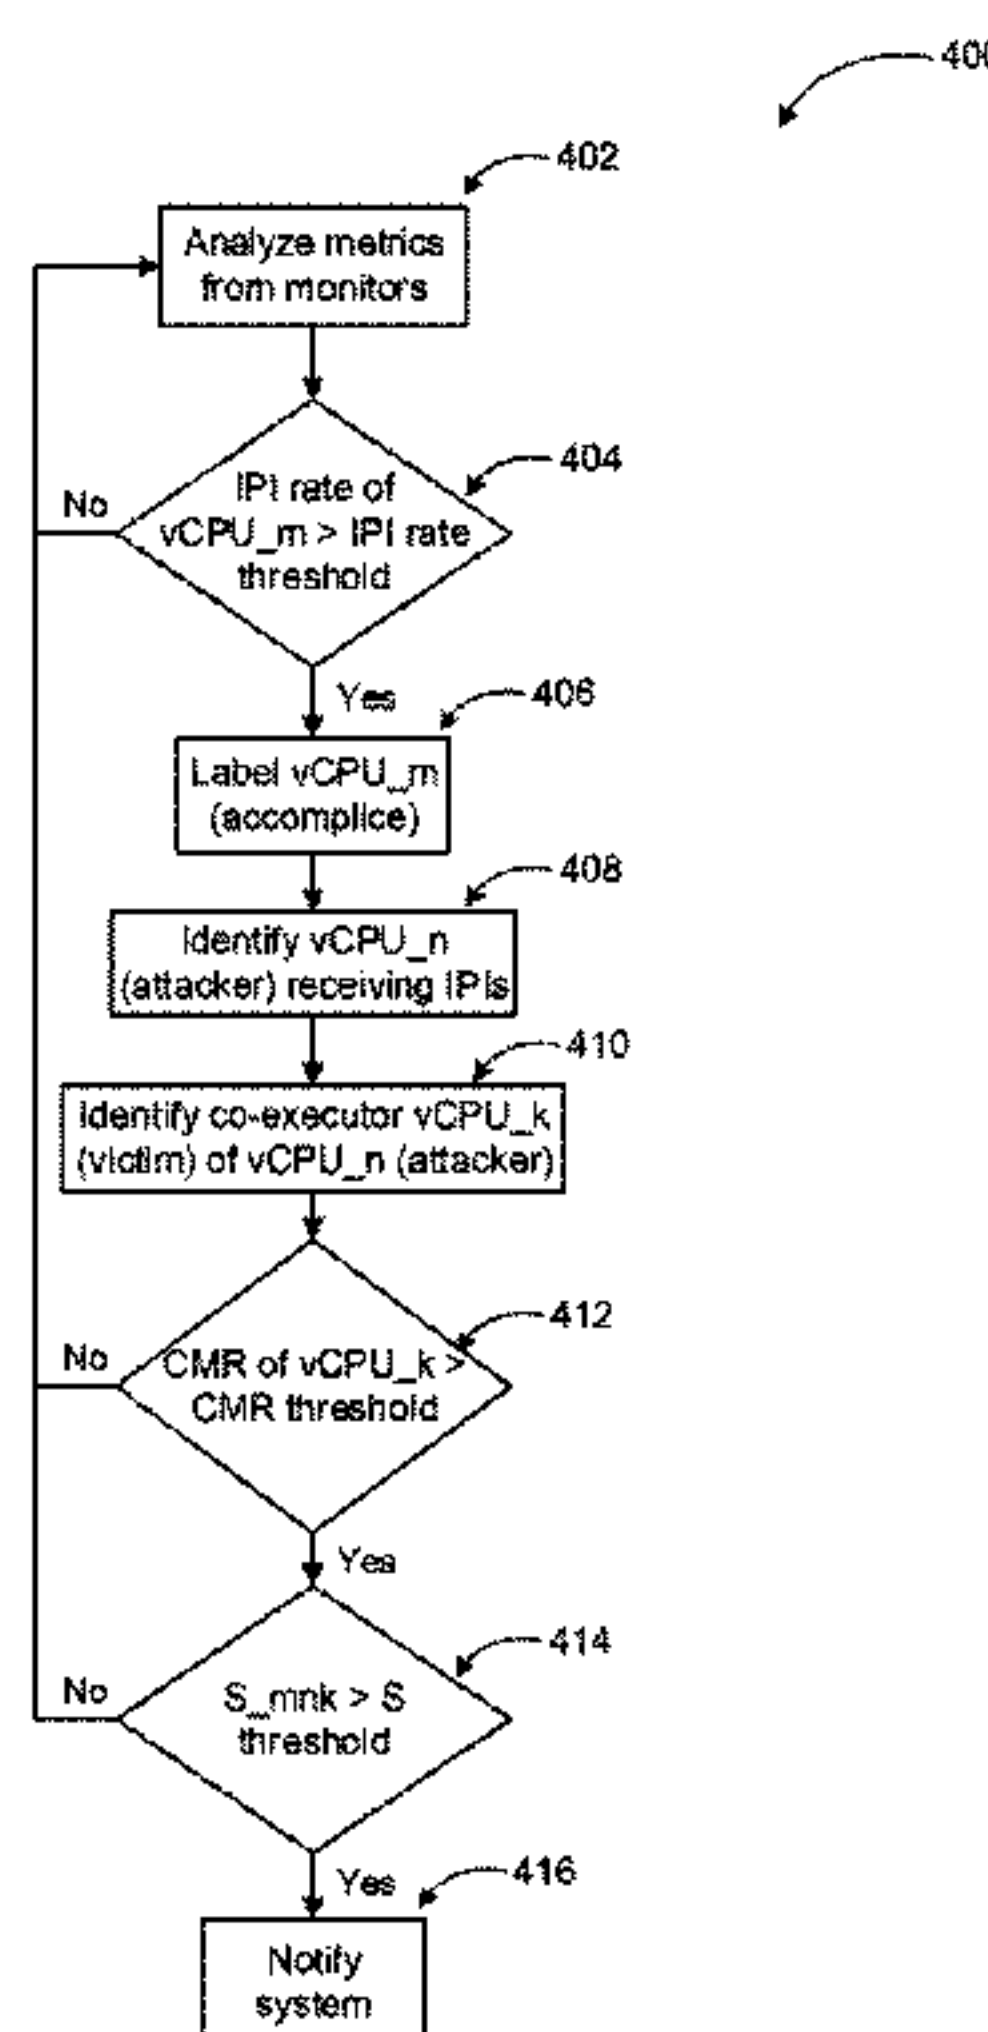 400
402
Analyze metrics
from monitors
404
No
IPI rate of
vCPU_m > IPI rate
threshold
Yes
406
Label vCPU_m
(accomplice)
408
Identify vCPU_n
(attacker) receiving IPIs
410
Identify co-executor vCPU_k
(victim) of vCPU_n (attacker)
412
No
CMR of vCPU_k >
CMR threshold
Yes
414
No
S_mnk > S
threshold
Yes
416
Notify
system